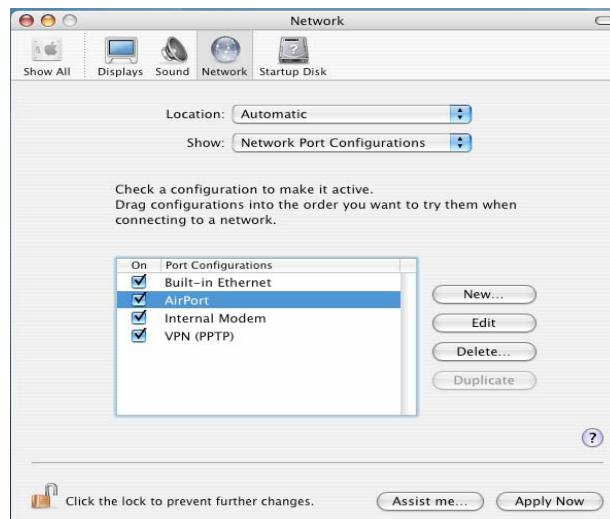 Network
Show All Displays Sound Network Startup Disk
Location: Automatic
Show: Network Port Configurations
Check a configuration to make it active.
Drag configurations into the order you want to try them when
connecting to a network.
On Port Configurations
Built-in Ethernet
AirPort
Internal Modem
VPN (PPTP)
New...
Edit
Delete...
Duplicate
?
Click the lock to prevent further changes. Assist me... Apply Now